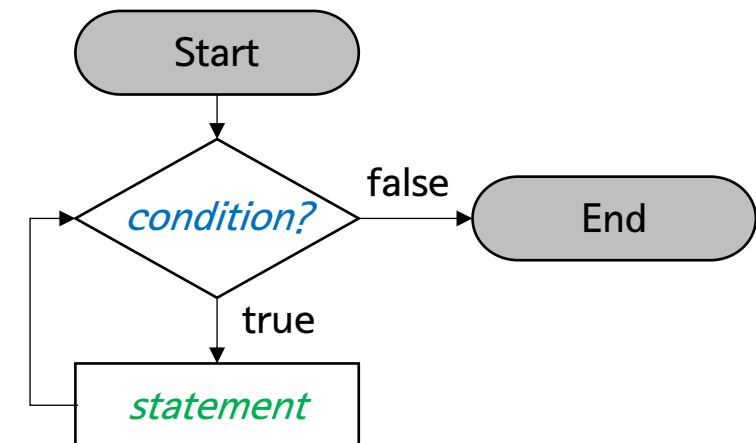 Start
false
condition?
End
true
statement